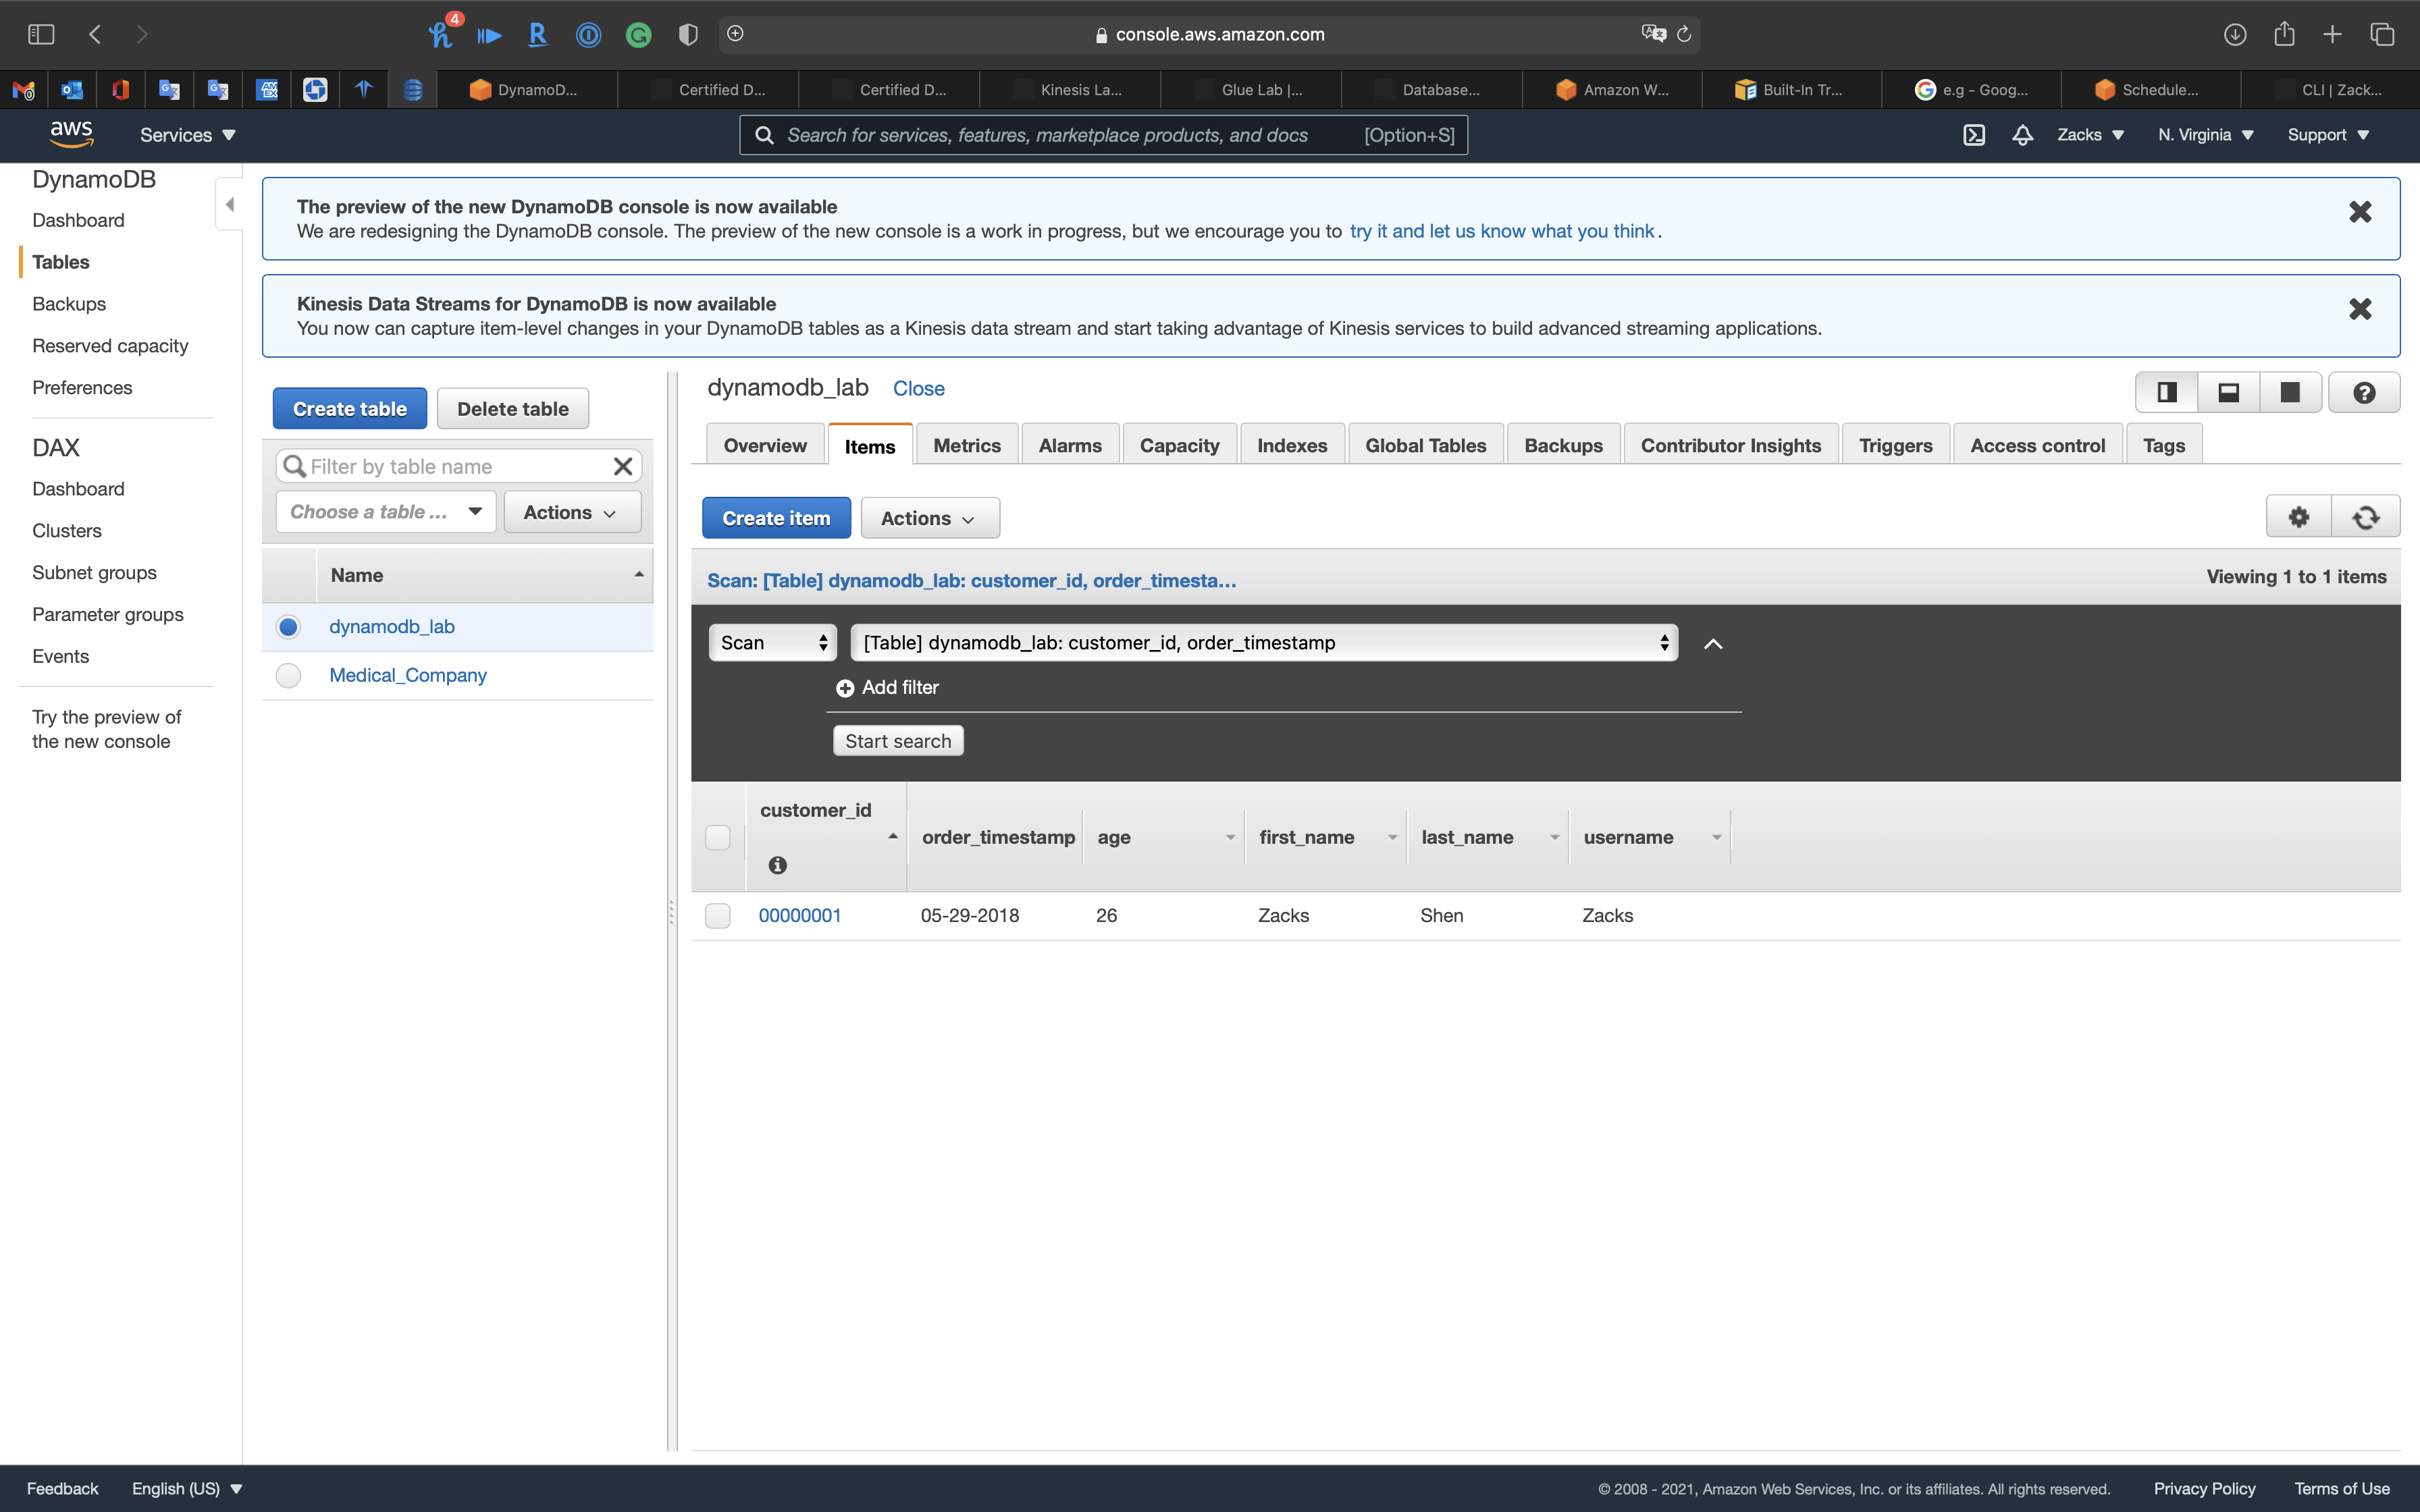 4
console.aws.amazon.com
DynamoD...
Certified D...
Certified D...
Kinesis La...
Glue Lab |...
Database...
Amazon W...
Built-In Tr...
e.g - Goog...
Schedule...
CLI | Zack...
aws
Services
Search for services, features, marketplace products, and docs
[Option+S]
Zacks
N. Virginia
Support
DynamoDB
Dashboard
Tables
Backups
Reserved capacity
Preferences
DAX
Dashboard
Clusters
Subnet groups
Parameter groups
Events
Try the preview of
the new console
The preview of the new DynamoDB console is now available
We are redesigning the DynamoDB console. The preview of the new console is a work in progress, but we encourage you to try it and let us know what you think.
Kinesis Data Streams for DynamoDB is now available
You now can capture item-level changes in your DynamoDB tables as a Kinesis data stream and start taking advantage of Kinesis services to build advanced streaming applications.
Create table
Delete table
Filter by table name
Choose a table ...
Actions
Name
dynamodb_lab
Medical_Company
dynamodb_lab
Close
Overview
Items
Metrics
Alarms
Capacity
Indexes
Global Tables
Backups
Contributor Insights
Triggers
Access control
Tags
Create item
Actions
Scan: [Table] dynamodb_lab: customer_id, order_timesta...
Viewing 1 to 1 items
Scan
[Table] dynamodb_lab: customer_id, order_timestamp
Add filter
Start search
customer_id
order_timestamp
age
first_name
last_name
username
00000001
05-29-2018
26
Zacks
Shen
Zacks
Feedback
English (US)
© 2008 - 2021, Amazon Web Services, Inc. or its affiliates. All rights reserved.
Privacy Policy
Terms of Use